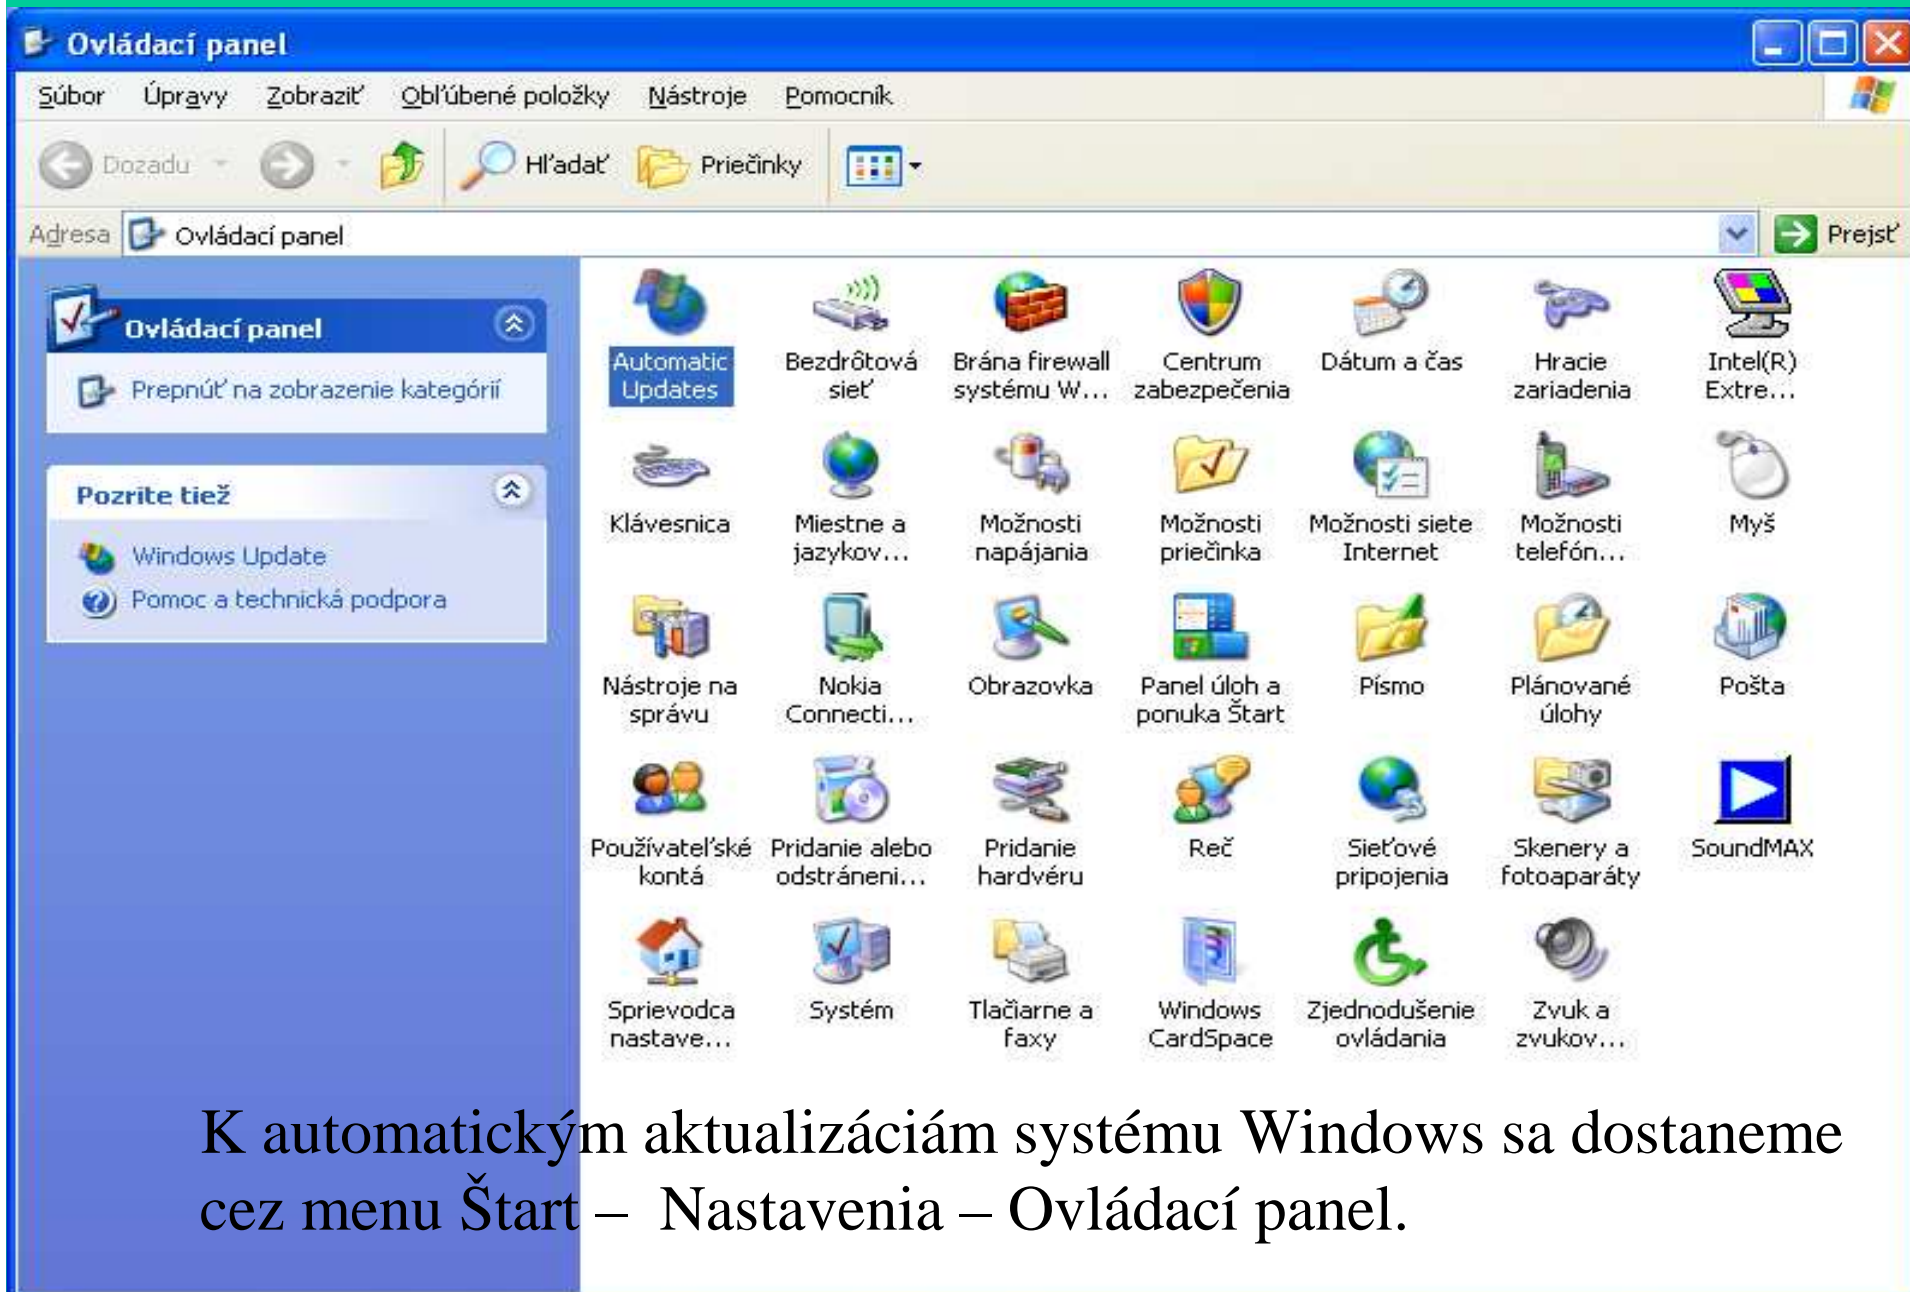 Ovládací panel
Súbor Úpravy Zobraziť Obľúbené položky Nástroje Pomocník
Dozadu Hľadať Priečinky
Adresa Ovládací panel Prejsť
Ovládací panel
Prepnúť na zobrazenie kategórií
Pozrite tiež
Windows Update
Pomoc a technická podpora
Automatic Updates
Bezdrôtová sieť
Brána firewall systému W...
Centrum zabezpečenia
Dátum a čas
Hracie zariadenia
Intel(R) Extre...
Klávesnica
Miestne a jazykov...
Možnosti napájania
Možnosti priečinka
Možnosti siete Internet
Možnosti telefón...
Myš
Nástroje na správu
Nokia Connecti...
Obrazovka
Panel úloh a ponuka Štart
Písmo
Plánované úlohy
Pošta
Používateľské kontá
Pridanie alebo odstráneni...
Pridanie hardvéru
Reč
Sieťové pripojenia
Skenery a fotoaparáty
SoundMAX
Sprievodca nastave...
Systém
Tlačiarne a faxy
Windows CardSpace
Zjednodušenie ovládania
Zvuk a zvukov...
K automatickým aktualizáciám systému Windows sa dostaneme
cez menu Štart – Nastavenia – Ovládací panel.